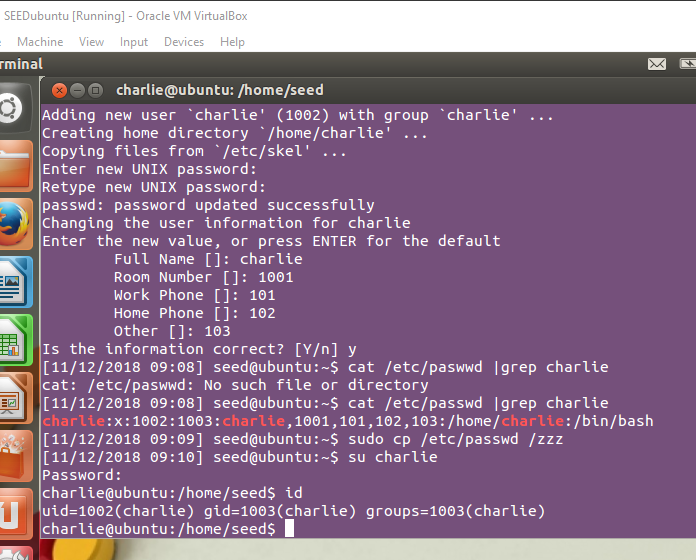 SEEDubuntu [Running] - Oracle VM VirtualBox
Machine View Input Devices Help
rminal
charlie@ubuntu: /home/seed
Adding new user `charlie' (1002) with group `charlie' ...
Creating home directory `/home/charlie' ...
Copying files from `/etc/skel' ...
Enter new UNIX password:
Retype new UNIX password:
passwd: password updated successfully
Changing the user information for charlie
Enter the new value, or press ENTER for the default
Full Name []: charlie
Room Number []: 1001
Work Phone []: 101
Home Phone []: 102
Other []: 103
Is the information correct? [Y/n] y
[11/12/2018 09:08] seed@ubuntu:~$ cat /etc/paswwd |grep charlie
cat: /etc/paswwd: No such file or directory
[11/12/2018 09:08] seed@ubuntu:~$ cat /etc/passwd |grep charlie
charlie:x:1002:1003:charlie,1001,101,102,103:/home/charlie:/bin/bash
[11/12/2018 09:09] seed@ubuntu:~$ sudo cp /etc/passwd /zzz
[11/12/2018 09:10] seed@ubuntu:~$ su charlie
Password:
charlie@ubuntu:/home/seed$ id
uid=1002(charlie) gid=1003(charlie) groups=1003(charlie)
charlie@ubuntu:/home/seed$